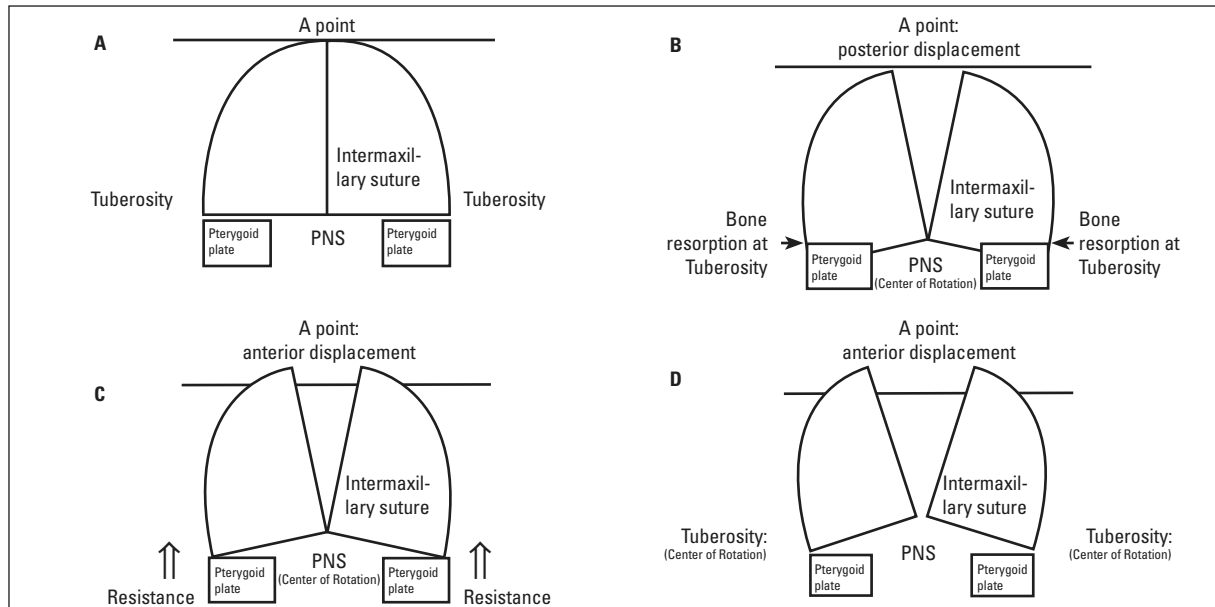 A
A point
Intermaxil-
lary suture
Tuberosity
Tuberosity
Pterygoid
plate
PNS
Pterygoid
plate
B
A point:
posterior displacement
Intermaxil-
lary suture
Bone
resorption at
Tuberosity
Bone
resorption at
Tuberosity
Pterygoid
plate
PNS
(Center of Rotation)
Pterygoid
plate
C
A point:
anterior displacement
Intermaxil-
lary suture
Resistance
Pterygoid
plate
PNS
(Center of Rotation)
Pterygoid
plate
Resistance
D
A point:
anterior displacement
Intermaxil-
lary suture
Tuberosity:
(Center of Rotation)
PNS
Tuberosity:
(Center of Rotation)
Pterygoid
plate
Pterygoid
plate